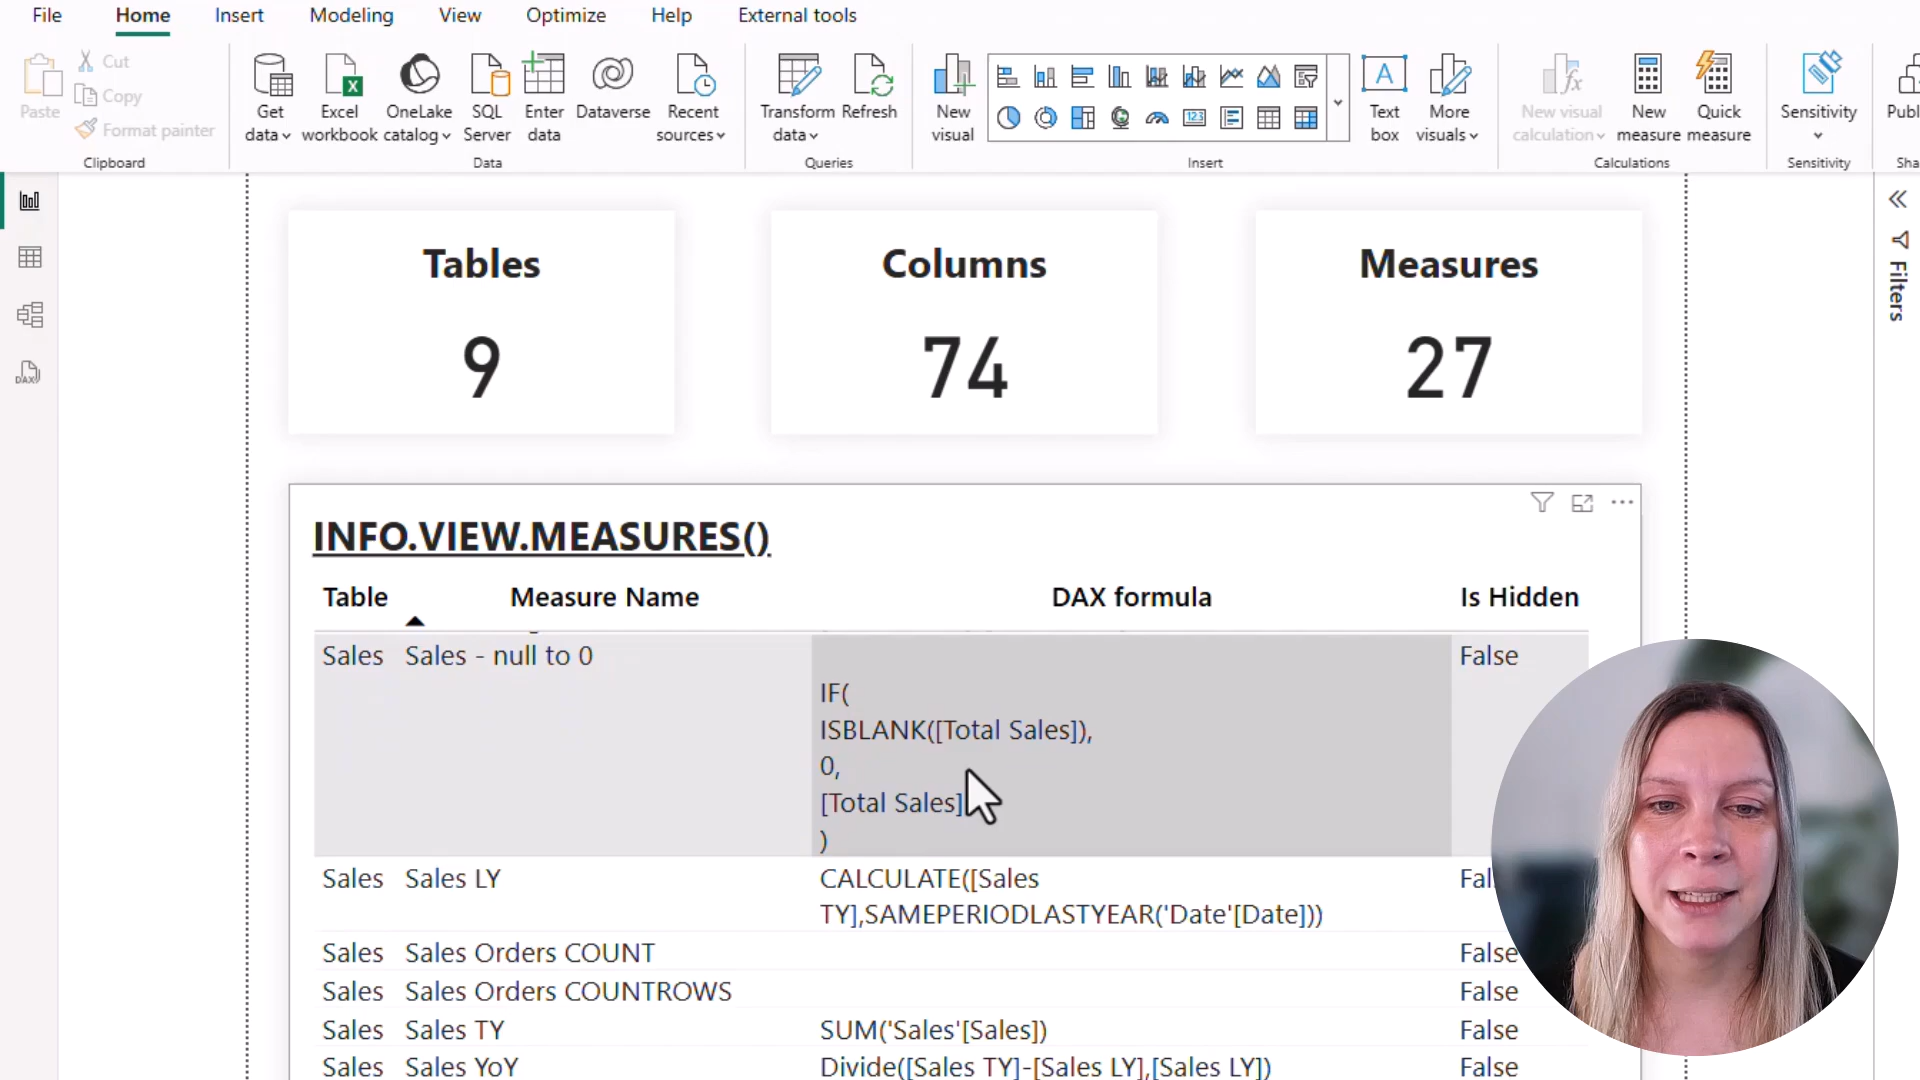 File Home Insert Modeling View Optimize Help External tools
Paste
Cut
Copy
Format painter
Clipboard
Get data
Excel workbook
OneLake catalog
SQL Server
Enter data
Dataverse
Recent sources
Data
Transform data
Refresh
Queries
New visual
123
Insert
A
Text box
More visuals
New visual calculation
New measure
Quick measure
Calculations
Sensitivity
Sensitivity
Publ
Sha
DAX
Filters
Tables
9
Columns
74
Measures
27
INFO.VIEW.MEASURES()
Table Measure Name DAX formula Is Hidden
Sales Sales - null to 0 False
IF(
ISBLANK([Total Sales]),
0,
[Total Sales]
)
Sales Sales LY CALCULATE([Sales Fal
TY],SAMEPERIODLASTYEAR('Date'[Date]))
Sales Sales Orders COUNT False
Sales Sales Orders COUNTROWS False
Sales Sales TY SUM('Sales'[Sales]) False
Sales Sales YoY Divide([Sales TY]-[Sales LY],[Sales LY]) False